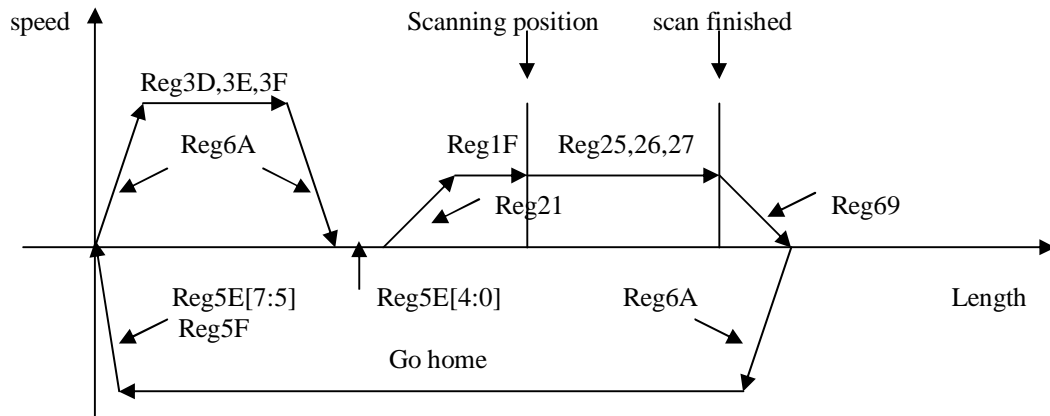 speed
Scanning position
scan finished
Reg3D,3E,3F
Reg6A
Reg1F
Reg25,26,27
Reg21
Reg69
Reg5E[7:5]
Reg5F
Reg5E[4:0]
Reg6A
Length
Go home